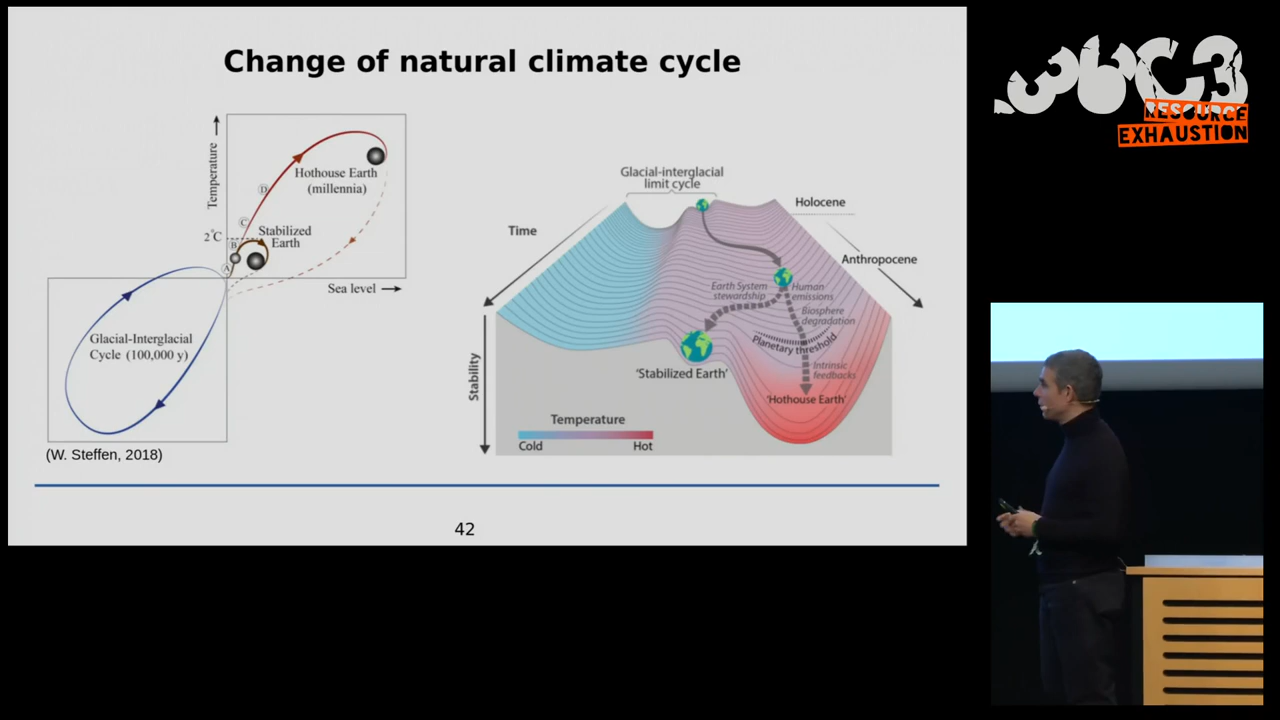 Change of natural climate cycle
Temperature
Hothouse Earth
(millennia)
D
C
2°C
B
Stabilized
Earth
A
Sea level
Glacial-Interglacial
Cycle (100,000 y)
(W. Steffen, 2018)
Glacial-interglacial
limit cycle
Holocene
Time
Anthropocene
Earth System
stewardship
Human
emissions
Biosphere
degradation
Planetary threshold
Stability
'Stabilized Earth'
Intrinsic
feedbacks
'Hothouse Earth'
Temperature
Cold
Hot
42
36C3
RESOURCE
EXHAUSTION